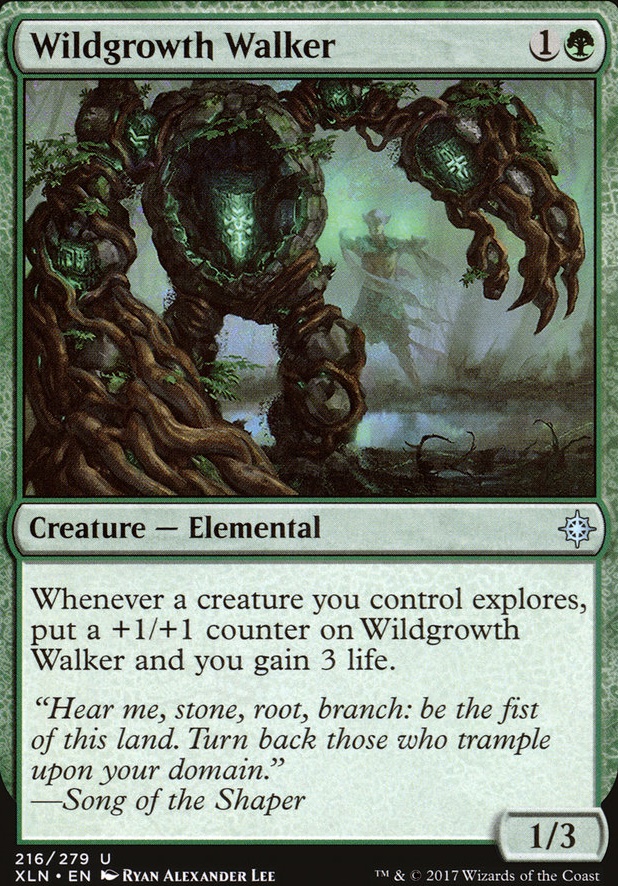 Wildgrowth Walker 1
Creature — Elemental
Whenever a creature you control explores,
put a +1/+1 counter on Wildgrowth
Walker and you gain 3 life.
“Hear me, stone, root, branch: be the fist
of this land. Turn back those who trample
upon your domain.”
—Song of the Shaper
1/3
216/279 U
XLN • EN Ryan Alexander Lee ™ & © 2017 Wizards of the Coast